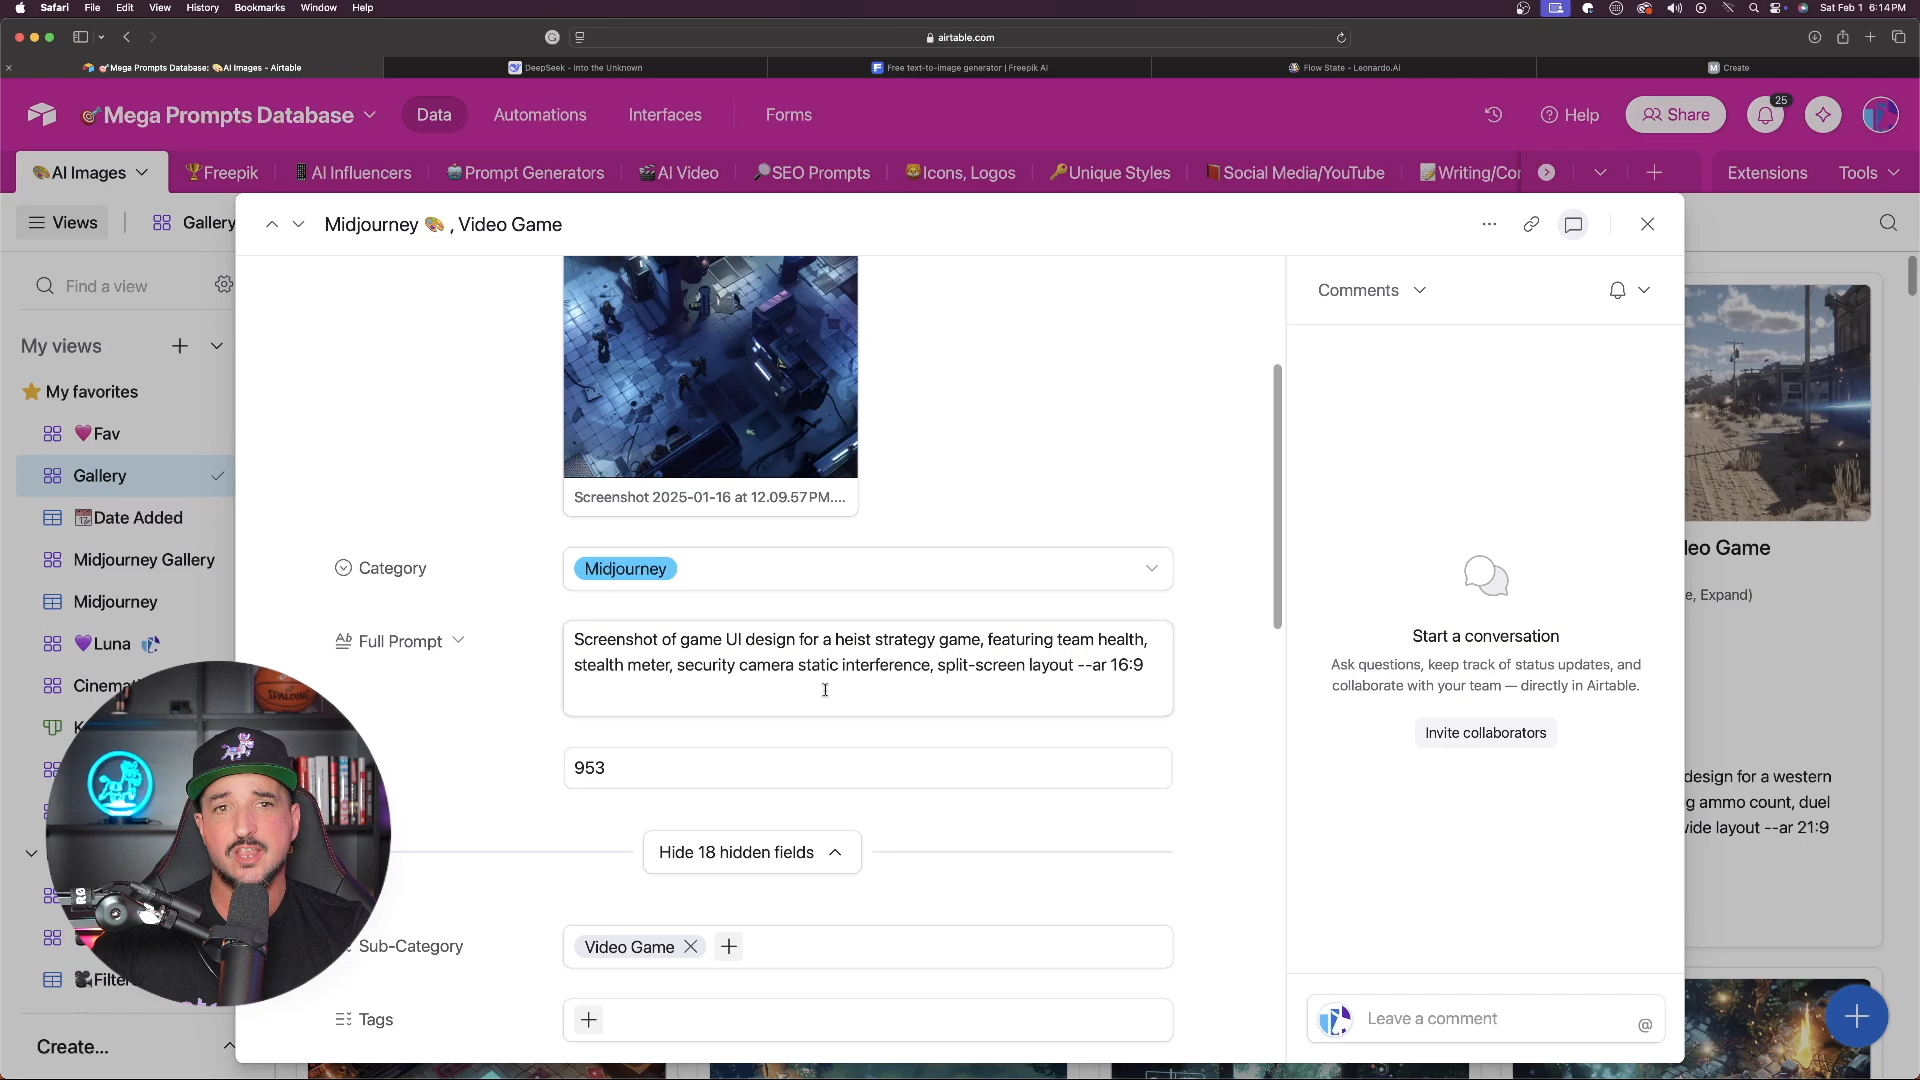 Safari File Edit View History Bookmarks Window Help
Sat Feb 1 6:14 PM
airtable.com
Mega Prompts Database: AI Images - Airtable
DeepSeek - Into the Unknown
Free text-to-image generator | Freepik AI
Flow State - Leonardo.Ai
Create
Mega Prompts Database
Data
Automations
Interfaces
Forms
Help
Share
25
AI Images
Freepik
AI Influencers
Prompt Generators
AI Video
SEO Prompts
Icons, Logos
Unique Styles
Social Media/YouTube
Writing/Cor
Extensions
Tools
Views
Gallery
Midjourney , Video Game
Find a view
Comments
My views
My favorites
Fav
Gallery
Date Added
Midjourney Gallery
Midjourney
Luna
Cinema
Filter
Create...
Screenshot 2025-01-16 at 12.09.57 PM....
Category
Midjourney
Full Prompt
Screenshot of game UI design for a heist strategy game, featuring team health,
stealth meter, security camera static interference, split-screen layout --ar 16:9
953
Hide 18 hidden fields
Sub-Category
Video Game
Tags
Start a conversation
Ask questions, keep track of status updates, and
collaborate with your team — directly in Airtable.
Invite collaborators
Leave a comment
@
eo Game
e, Expand)
design for a western
g ammo count, duel
ide layout --ar 21:9
SPALDING